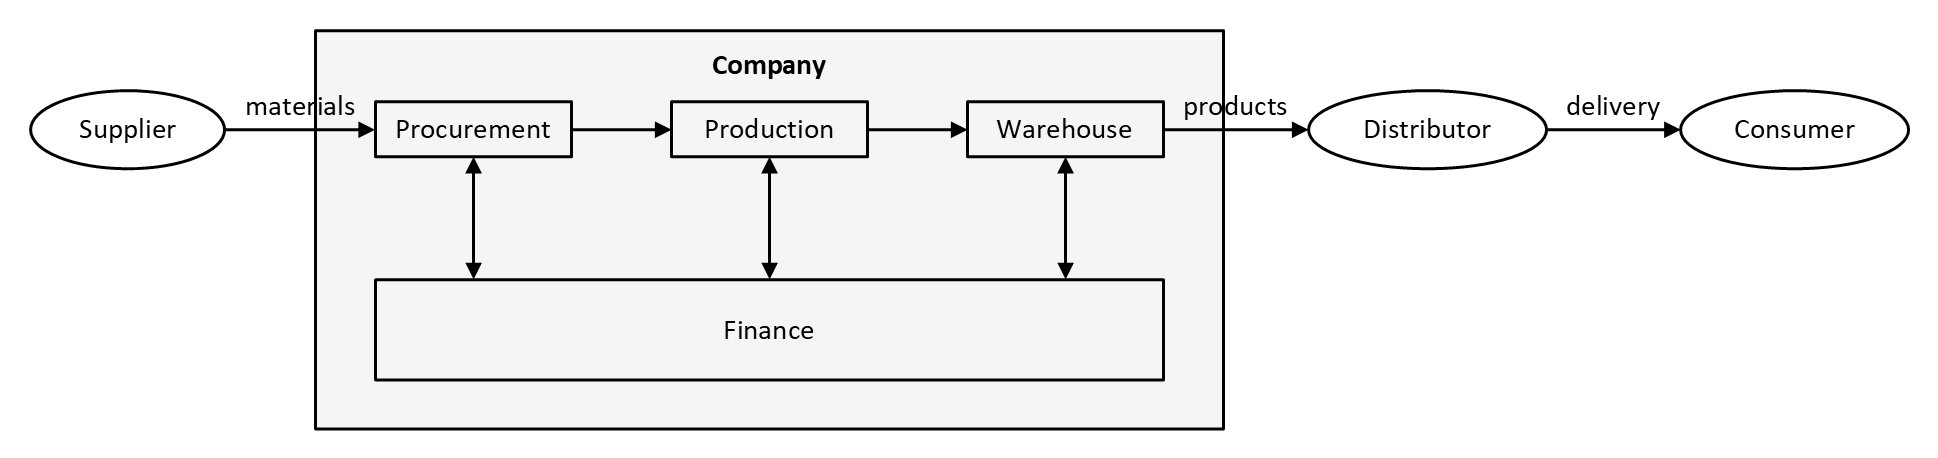 Company
materials
products
delivery
Supplier
Procurement
Production
Warehouse
Distributor
Consumer
Finance